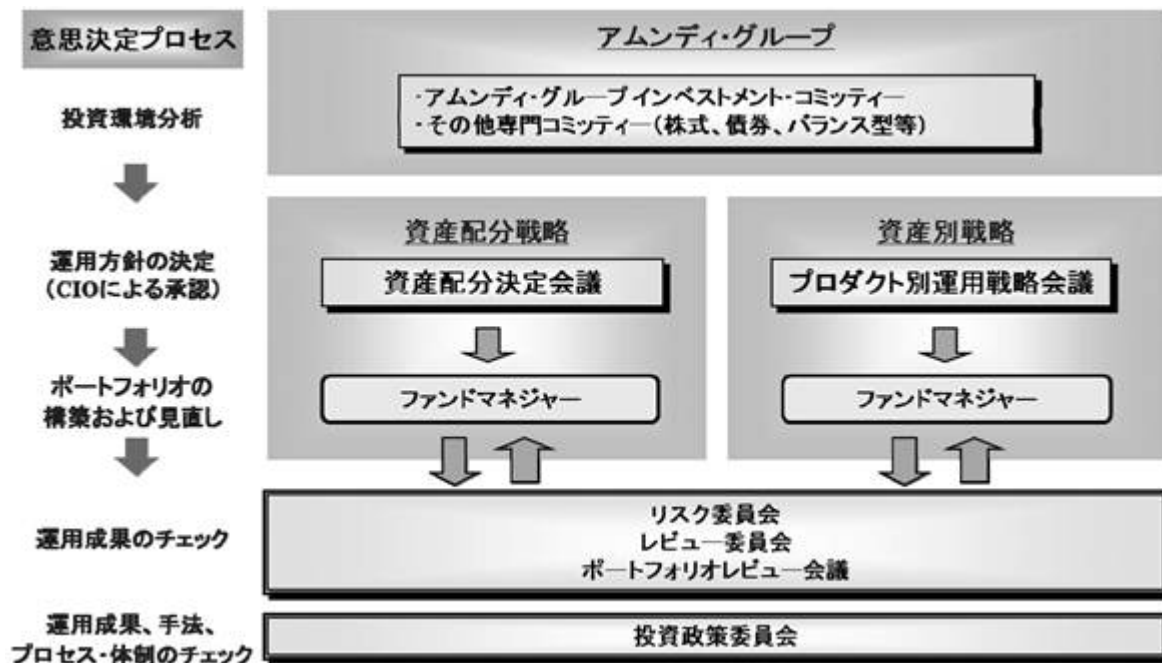 意思決定プロセス
アムンディ・グループ
・アムンディ・グループ インベストメント・コミッティー
・その他専門コミッティー（株式、債券、バランス型等）
投資環境分析
資産配分戦略
資産別戦略
運用方針の決定
（CIOによる承認）
資産配分決定会議
プロダクト別運用戦略会議
ポートフォリオの
構築および見直し
ファンドマネジャー
ファンドマネジャー
運用成果のチェック
リスク委員会
レビュー委員会
ポートフォリオレビュー会議
運用成果、手法、
プロセス・体制のチェック
投資政策委員会